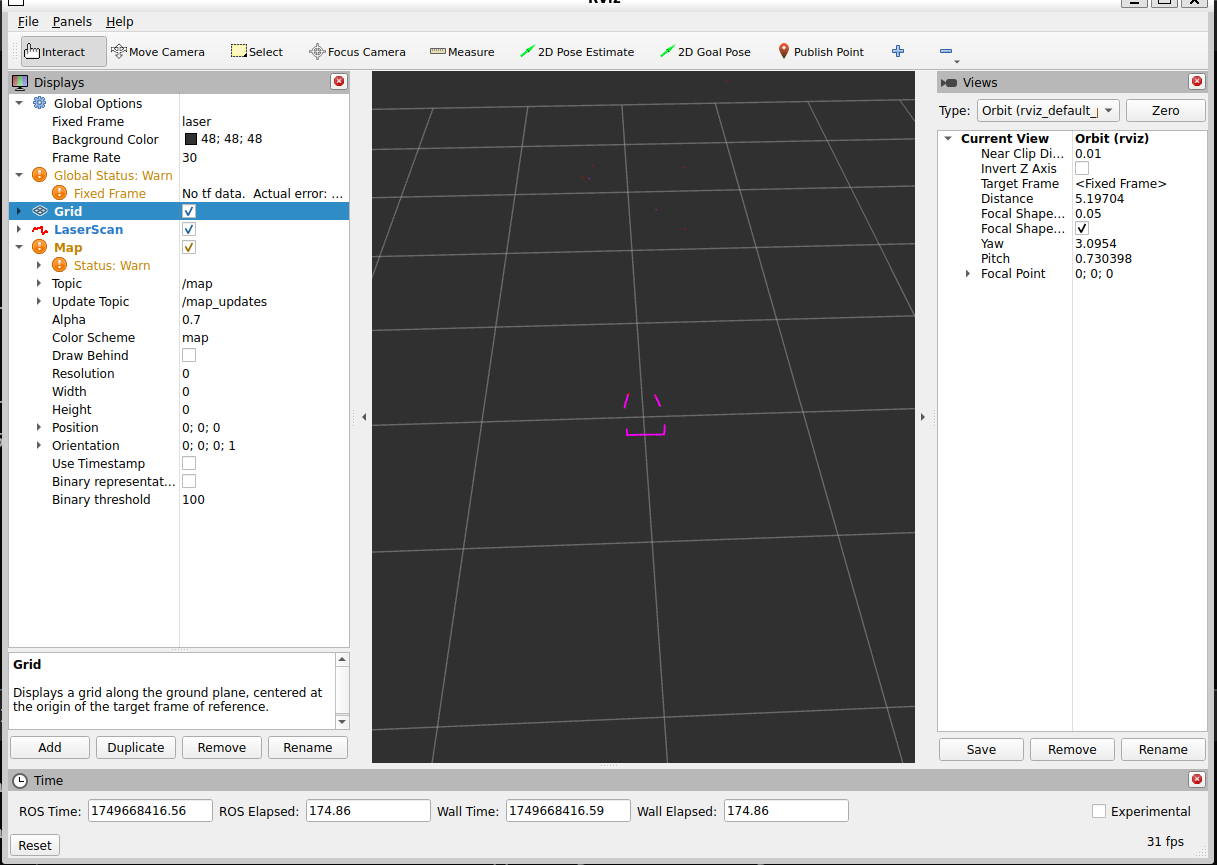 RViz
File Panels Help
Interact Move Camera Select Focus Camera Measure 2D Pose Estimate 2D Goal Pose Publish Point
Displays
Global Options
Fixed Frame laser
Background Color 48; 48; 48
Frame Rate 30
Global Status: Warn
Fixed Frame No tf data.  Actual error: ...
Grid
LaserScan
Map
Status: Warn
Topic /map
Update Topic /map_updates
Alpha 0.7
Color Scheme map
Draw Behind
Resolution 0
Width 0
Height 0
Position 0; 0; 0
Orientation 0; 0; 0; 1
Use Timestamp
Binary representat...
Binary threshold 100
Grid
Displays a grid along the ground plane, centered at
the origin of the target frame of reference.
Add Duplicate Remove Rename
Views
Type: Orbit (rviz_default_ Zero
Current View Orbit (rviz)
Near Clip Di... 0.01
Invert Z Axis
Target Frame <Fixed Frame>
Distance 5.19704
Focal Shape... 0.05
Focal Shape...
Yaw 3.0954
Pitch 0.730398
Focal Point 0; 0; 0
Save Remove Rename
Time
ROS Time: 1749668416.56 ROS Elapsed: 174.86 Wall Time: 1749668416.59 Wall Elapsed: 174.86 Experimental
Reset 31 fps